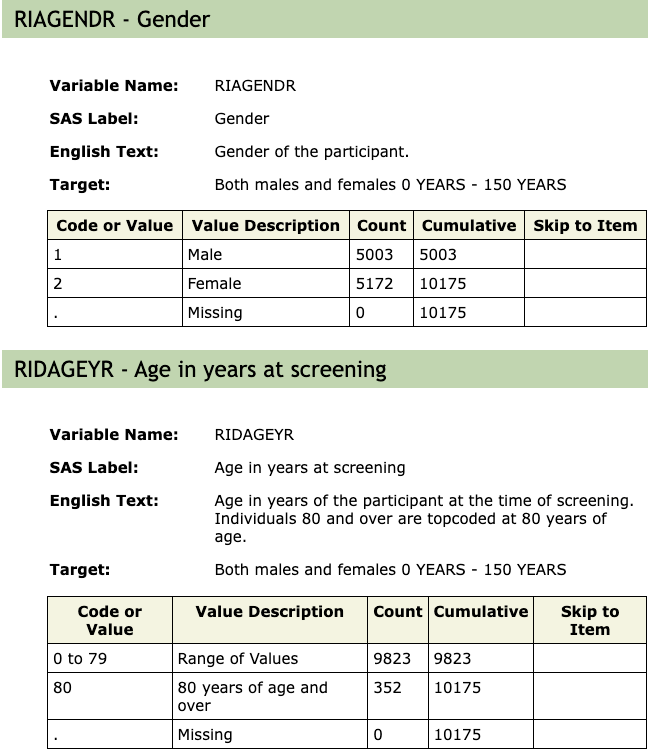 RIAGENDR - Gender
Variable Name: RIAGENDR
SAS Label: Gender
English Text: Gender of the participant.
Target: Both males and females 0 YEARS - 150 YEARS
Code or Value Value Description Count Cumulative Skip to Item
1 Male 5003 5003
2 Female 5172 10175
. Missing 0 10175
RIDAGEYR - Age in years at screening
Variable Name: RIDAGEYR
SAS Label: Age in years at screening
English Text: Age in years of the participant at the time of screening.
Individuals 80 and over are topcoded at 80 years of
age.
Target: Both males and females 0 YEARS - 150 YEARS
Code or Value Value Description Count Cumulative Skip to Item
0 to 79 Range of Values 9823 9823
80 80 years of age and over 352 10175
. Missing 0 10175